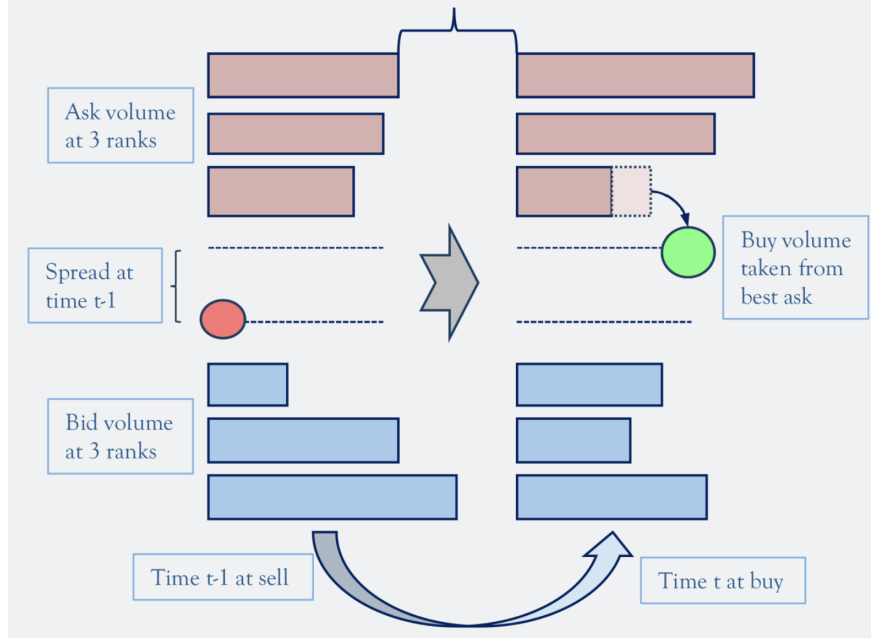 Ask volume
at 3 ranks
Spread at
time t-1
Buy volume
taken from
best ask
Bid volume
at 3 ranks
Time t-1 at sell
Time t at buy